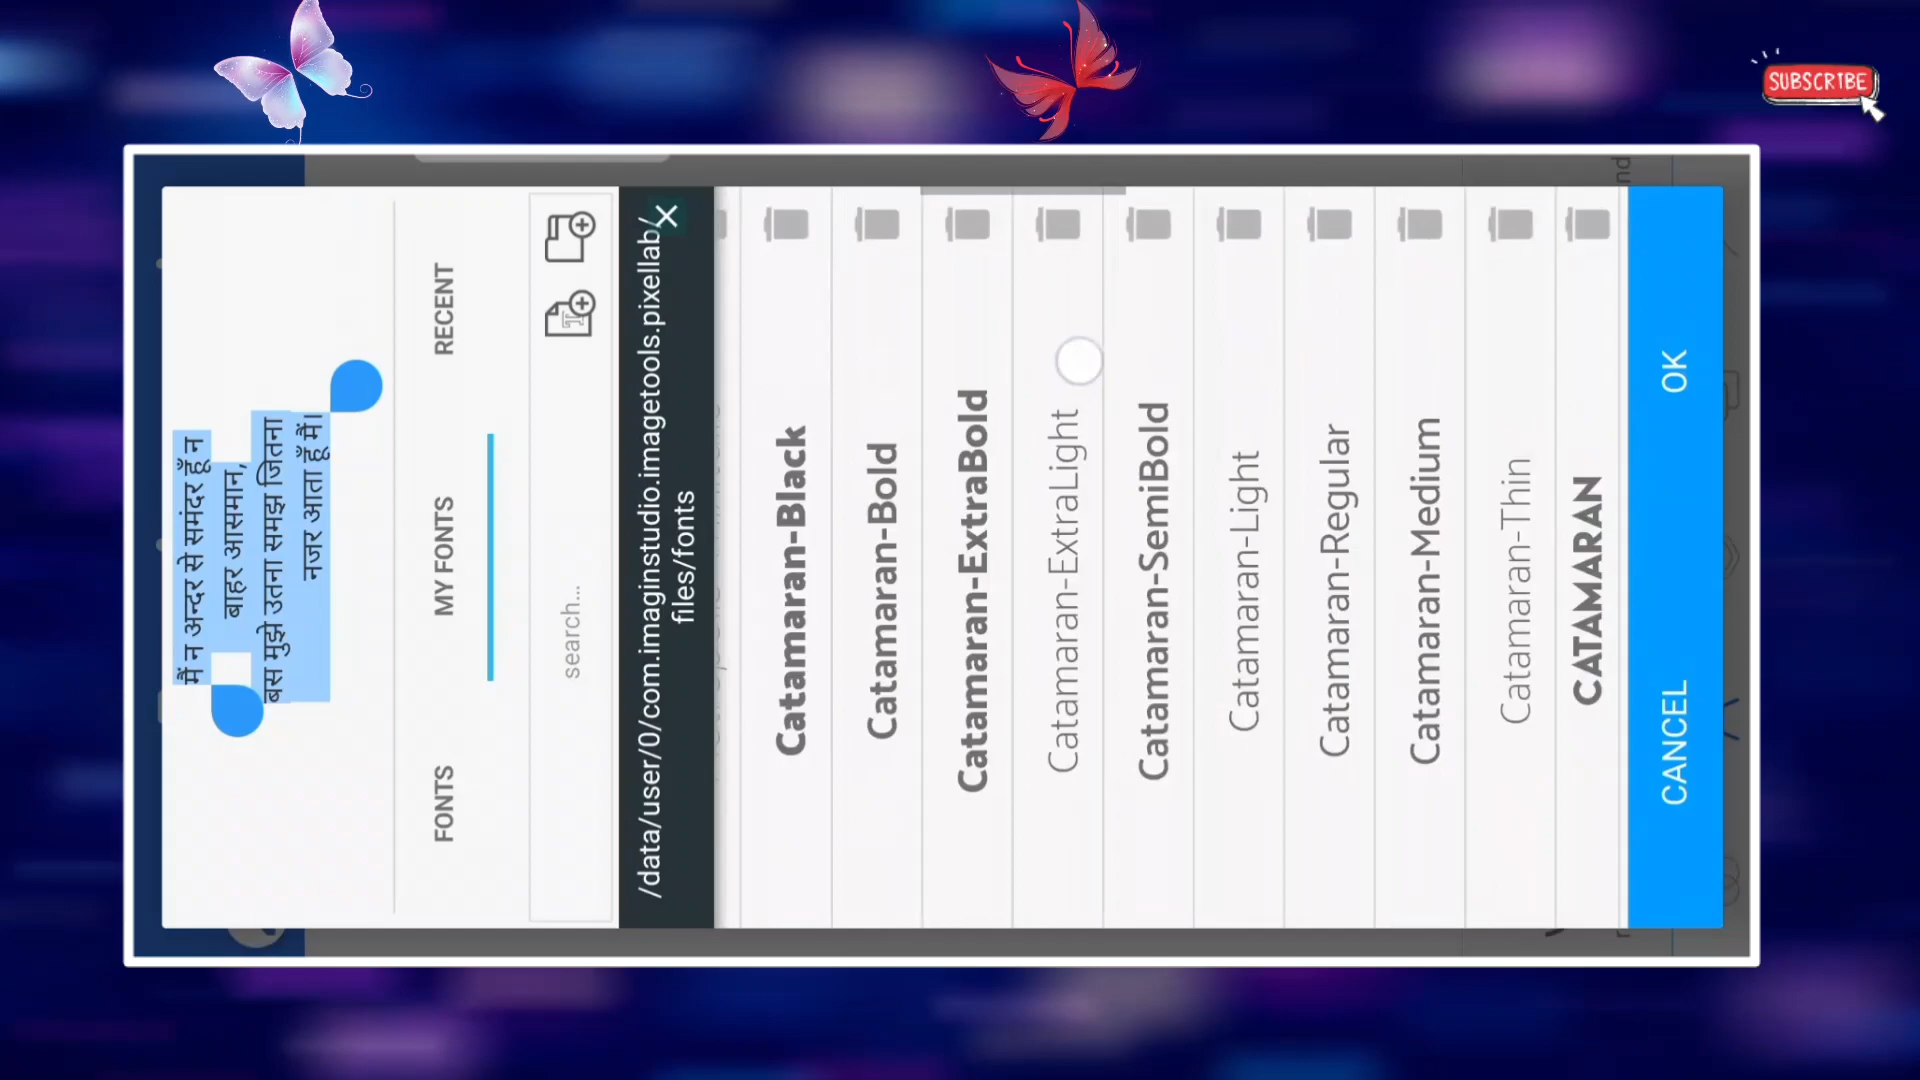 SUBSCRIBE
मैं न अन्दर से समंदर हूँ न
बाहर आसमान,
बस मुझे उतना समझ जितना
नजर आता हूँ मैं।
FONTS
MY FONTS
RECENT
search...
/data/user/0/com.imaginstudio.imagetools.pixellab/
files/fonts
Catamaran-Black
Catamaran-Bold
Catamaran-ExtraBold
Catamaran-ExtraLight
Catamaran-SemiBold
Catamaran-Light
Catamaran-Regular
Catamaran-Medium
Catamaran-Thin
CATAMARAN
CANCEL
OK